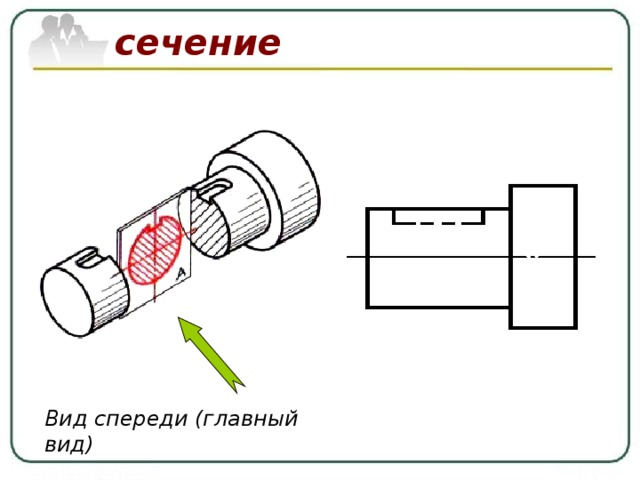 сечение
А
Вид спереди (главный
вид)